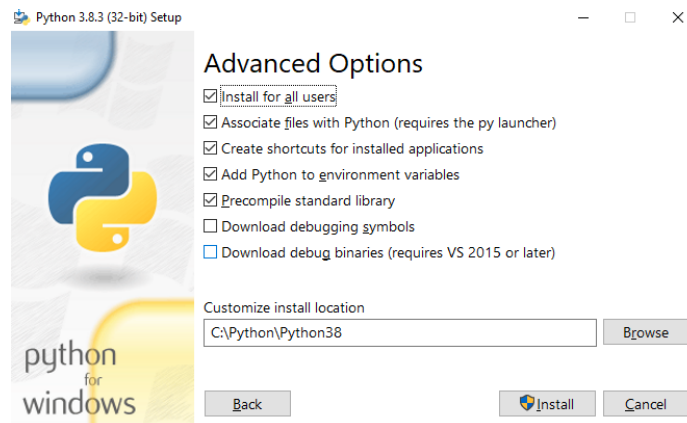 Python 3.8.3 (32-bit) Setup
Advanced Options
Install for all users
Associate files with Python (requires the py launcher)
Create shortcuts for installed applications
Add Python to environment variables
Precompile standard library
Download debugging symbols
Download debug binaries (requires VS 2015 or later)
Customize install location
C:\Python\Python38
Browse
python
for
windows
Back
Install
Cancel